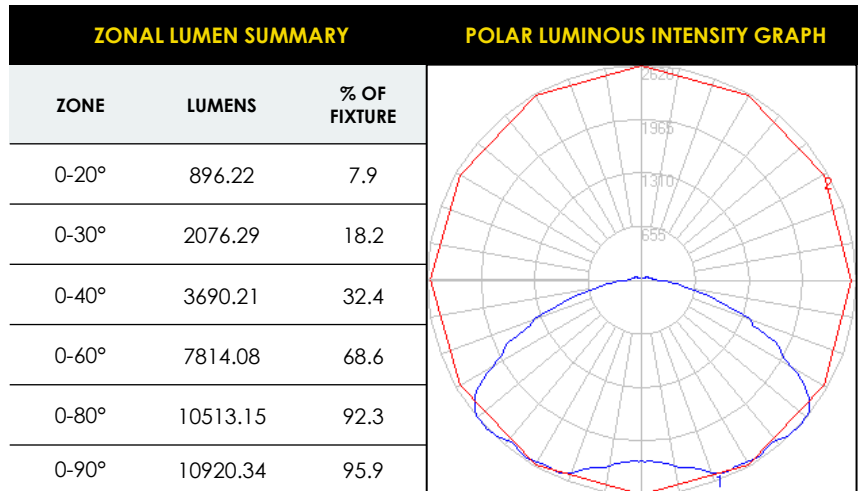 ZONAL LUMEN SUMMARY
POLAR LUMINOUS INTENSITY GRAPH
ZONE LUMENS % OF FIXTURE
0-20° 896.22 7.9
0-30° 2076.29 18.2
0-40° 3690.21 32.4
0-60° 7814.08 68.6
0-80° 10513.15 92.3
0-90° 10920.34 95.9
2620
1965
1310
655
2
1